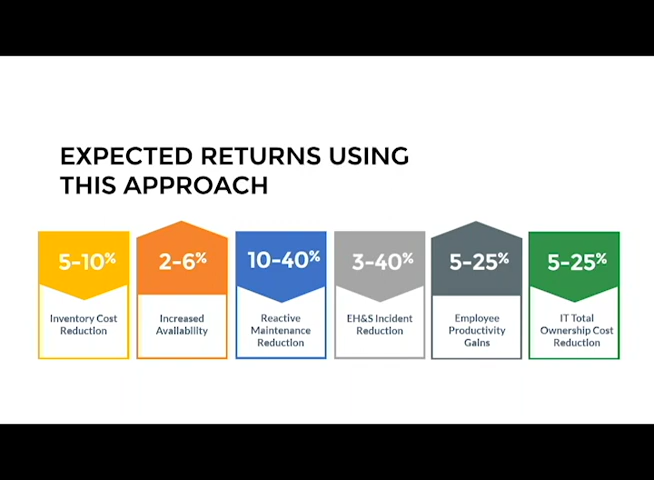 EXPECTED RETURNS USING
THIS APPROACH
5-10%
Inventory Cost
Reduction
2-6%
Increased
Availability
10-40%
Reactive
Maintenance
Reduction
3-40%
EH&S Incident
Reduction
5-25%
Employee
Productivity
Gains
5-25%
IT Total
Ownership Cost
Reduction